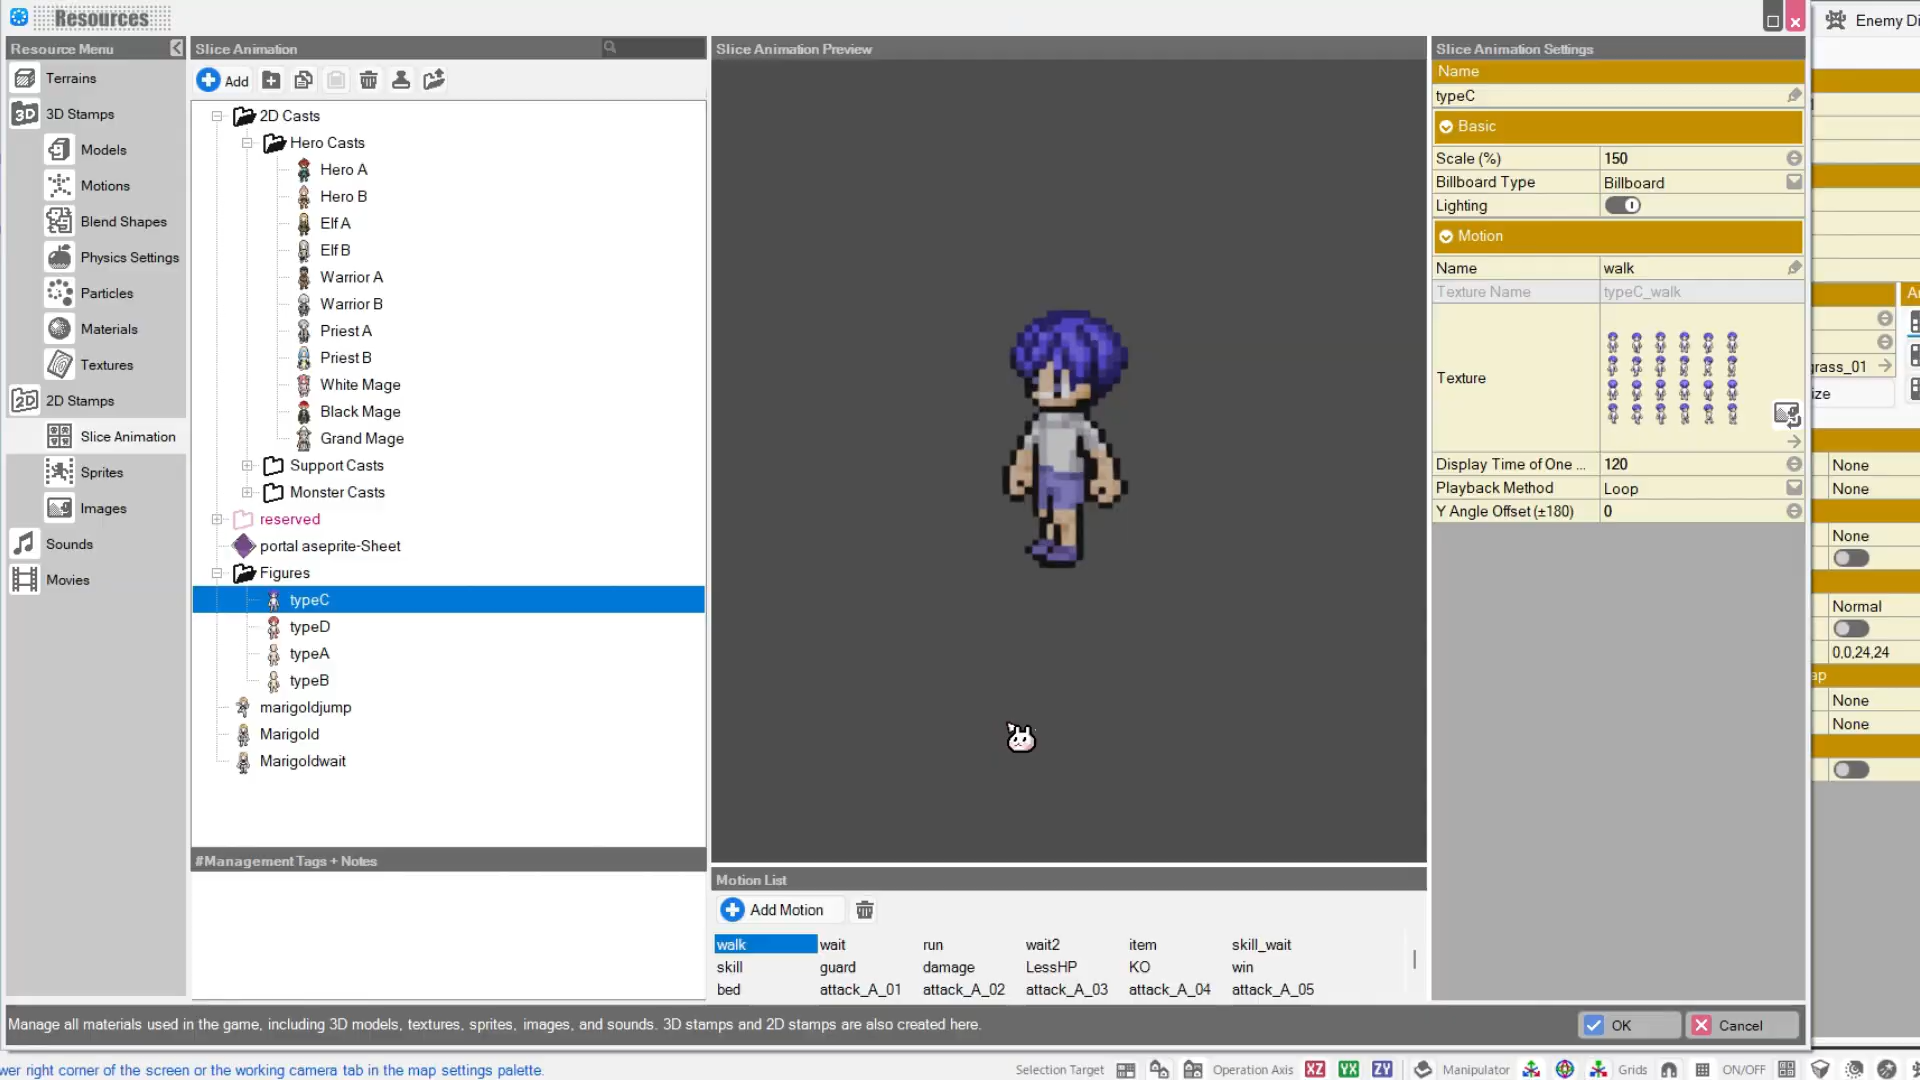 Resources
Enemy Di
Resource Menu
Slice Animation
Slice Animation Preview
Slice Animation Settings
Terrains
3D Stamps
Models
Motions
Blend Shapes
Physics Settings
Particles
Materials
Textures
2D Stamps
Slice Animation
Sprites
Images
Sounds
Movies
Add
2D Casts
Hero Casts
Hero A
Hero B
Elf A
Elf B
Warrior A
Warrior B
Priest A
Priest B
White Mage
Black Mage
Grand Mage
Support Casts
Monster Casts
reserved
portal aseprite-Sheet
Figures
typeC
typeD
typeA
typeB
marigoldjump
Marigold
Marigoldwait
#Management Tags + Notes
Motion List
Add Motion
walk wait run wait2 item skill_wait
skill guard damage LessHP KO win
bed attack_A_01 attack_A_02 attack_A_03 attack_A_04 attack_A_05
Name
typeC
Basic
Scale (%) 150
Billboard Type Billboard
Lighting
Motion
Name walk
Texture Name typeC_walk
Texture
Display Time of One ... 120
Playback Method Loop
Y Angle Offset (±180) 0
grass_01
ize
None
None
None
Normal
0,0,24,24
ap
None
None
Manage all materials used in the game, including 3D models, textures, sprites, images, and sounds. 3D stamps and 2D stamps are also created here.
OK
Cancel
wer right corner of the screen or the working camera tab in the map settings palette.
Selection Target
Operation Axis XZ YX ZY
Manipulator
Grids
ON/OFF